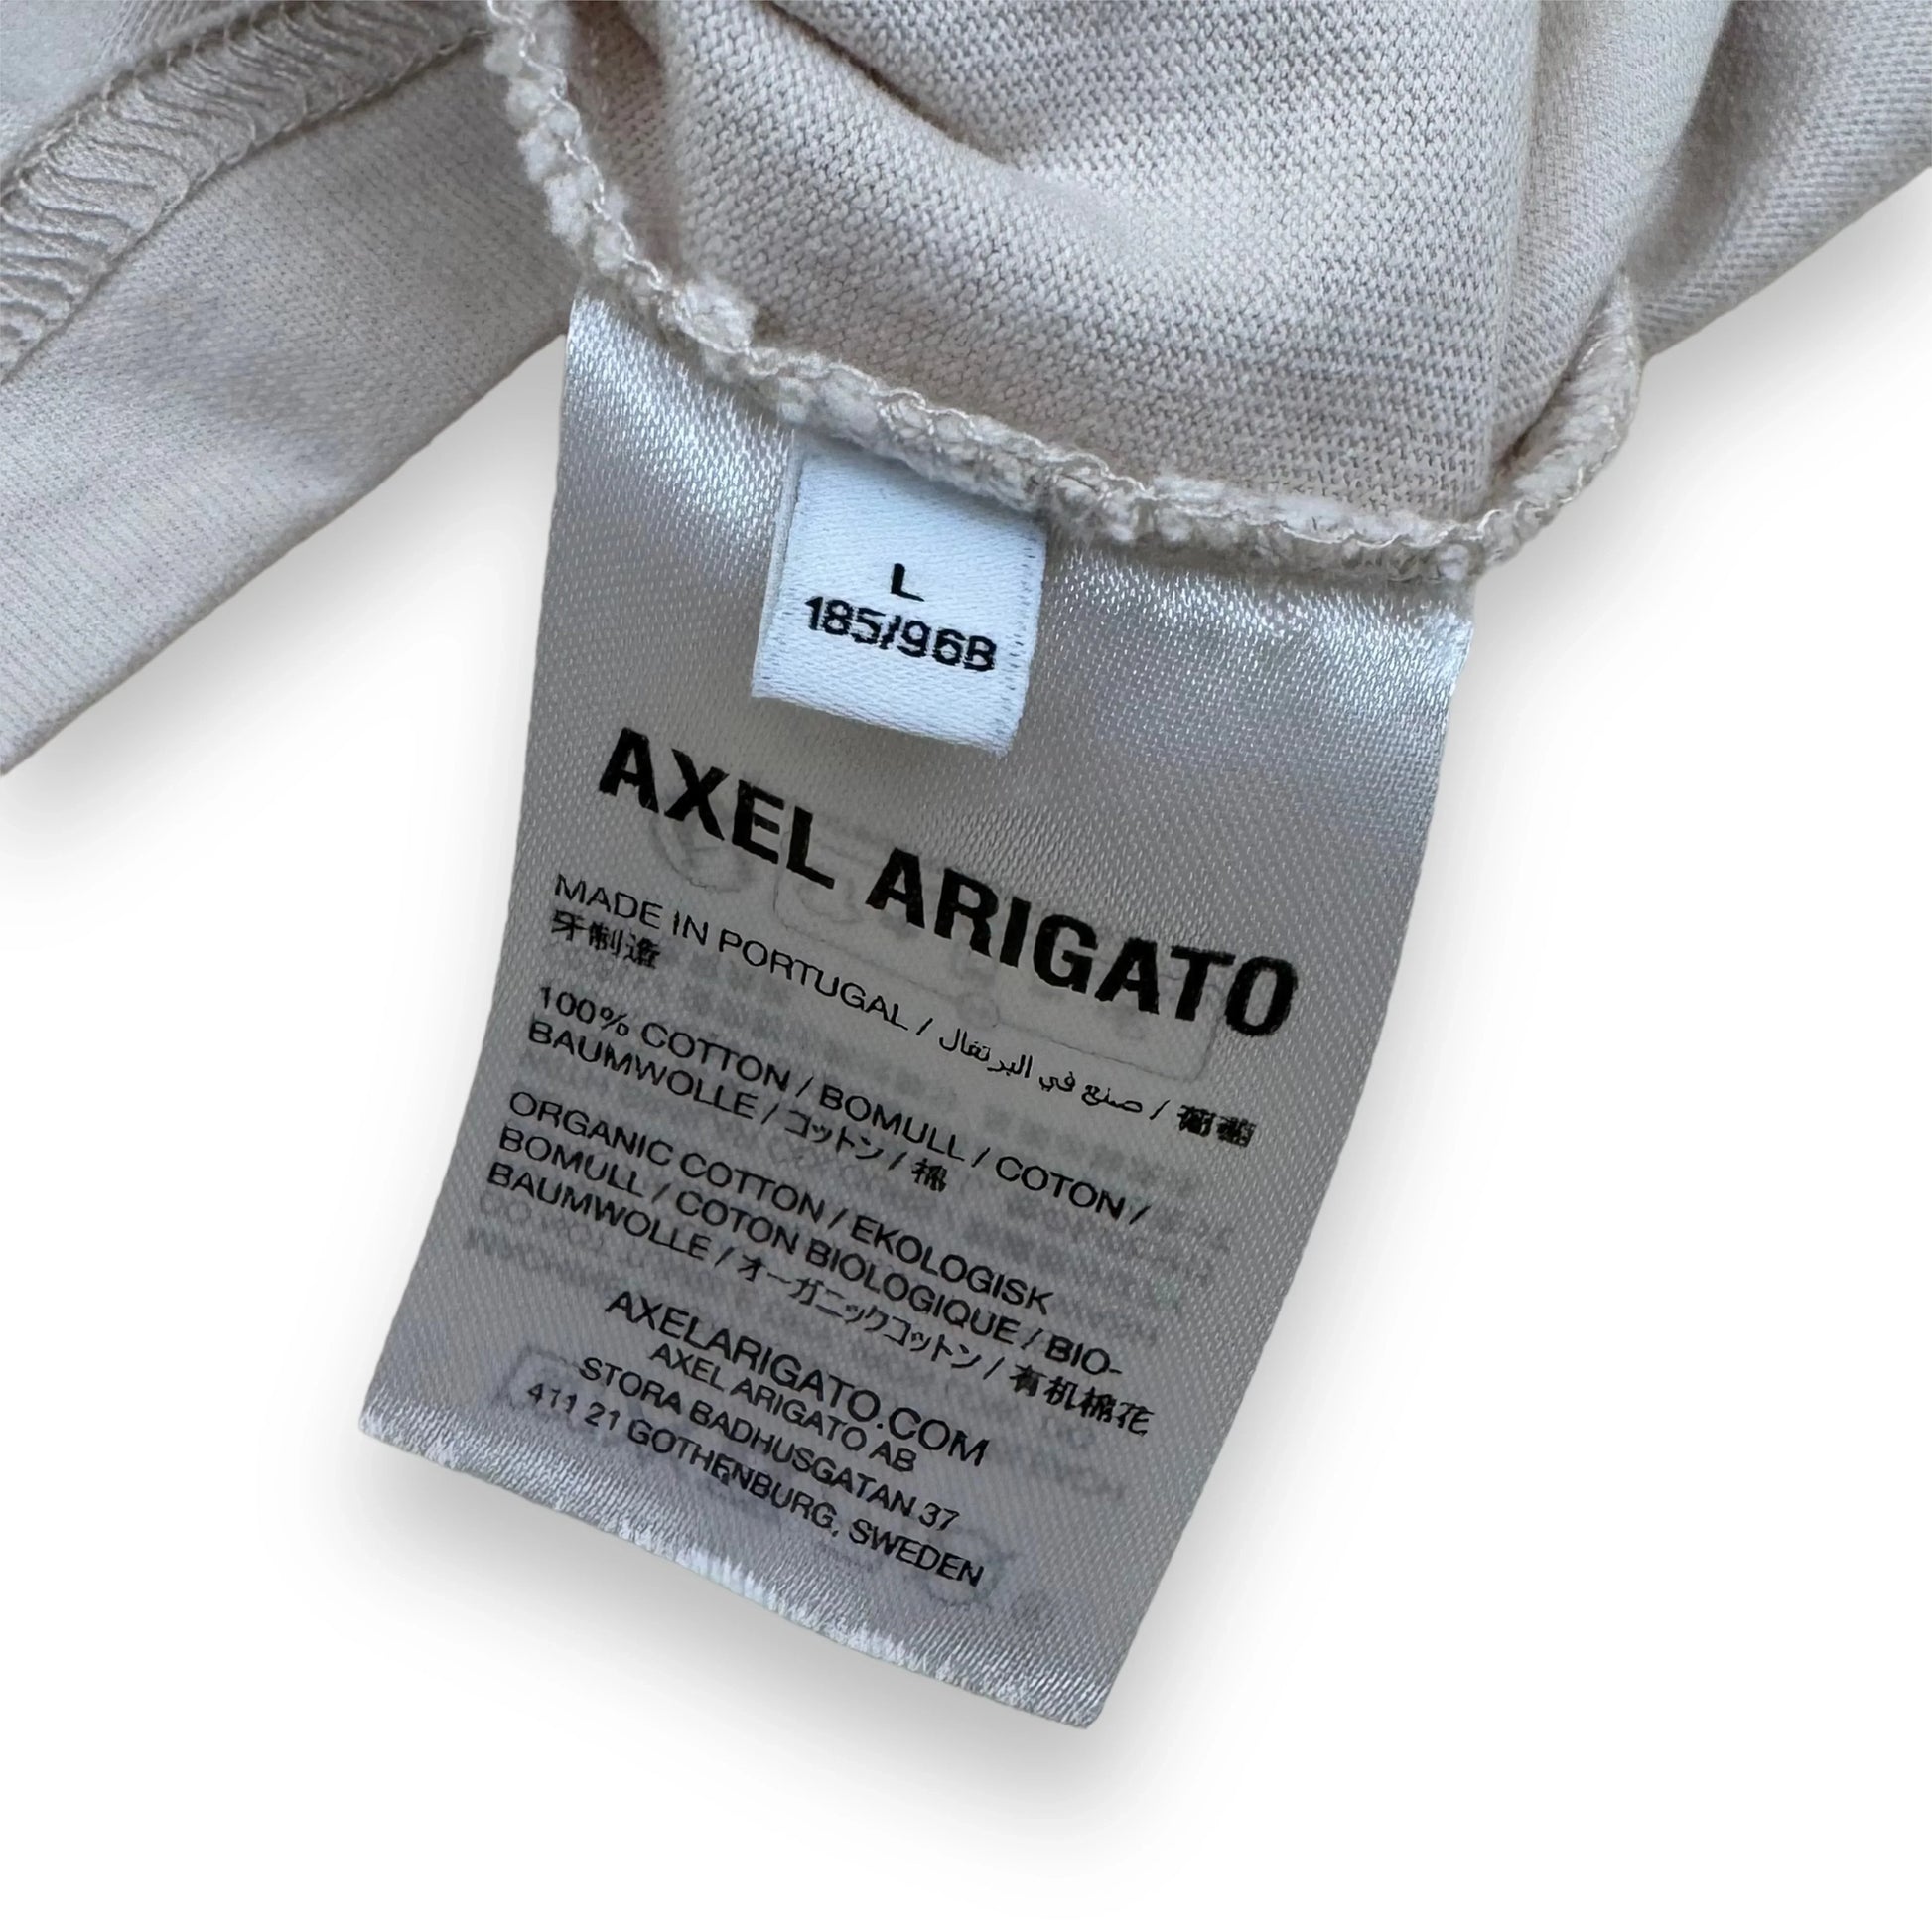 L
185/96B
AXEL ARIGATO
MADE IN PORTUGAL / صنع في البرتغال / 葡萄
牙制造
100% COTTON / BOMULL / COTON /
BAUMWOLLE / コットン / 棉
ORGANIC COTTON / EKOLOGISK
BOMULL / COTON BIOLOGIQUE / BIO-
BAUMWOLLE / オーガニックコットン / 有机棉花
AXELARIGATO.COM
AXEL ARIGATO AB
STORA BADHUSGATAN 37
411 21 GOTHENBURG, SWEDEN